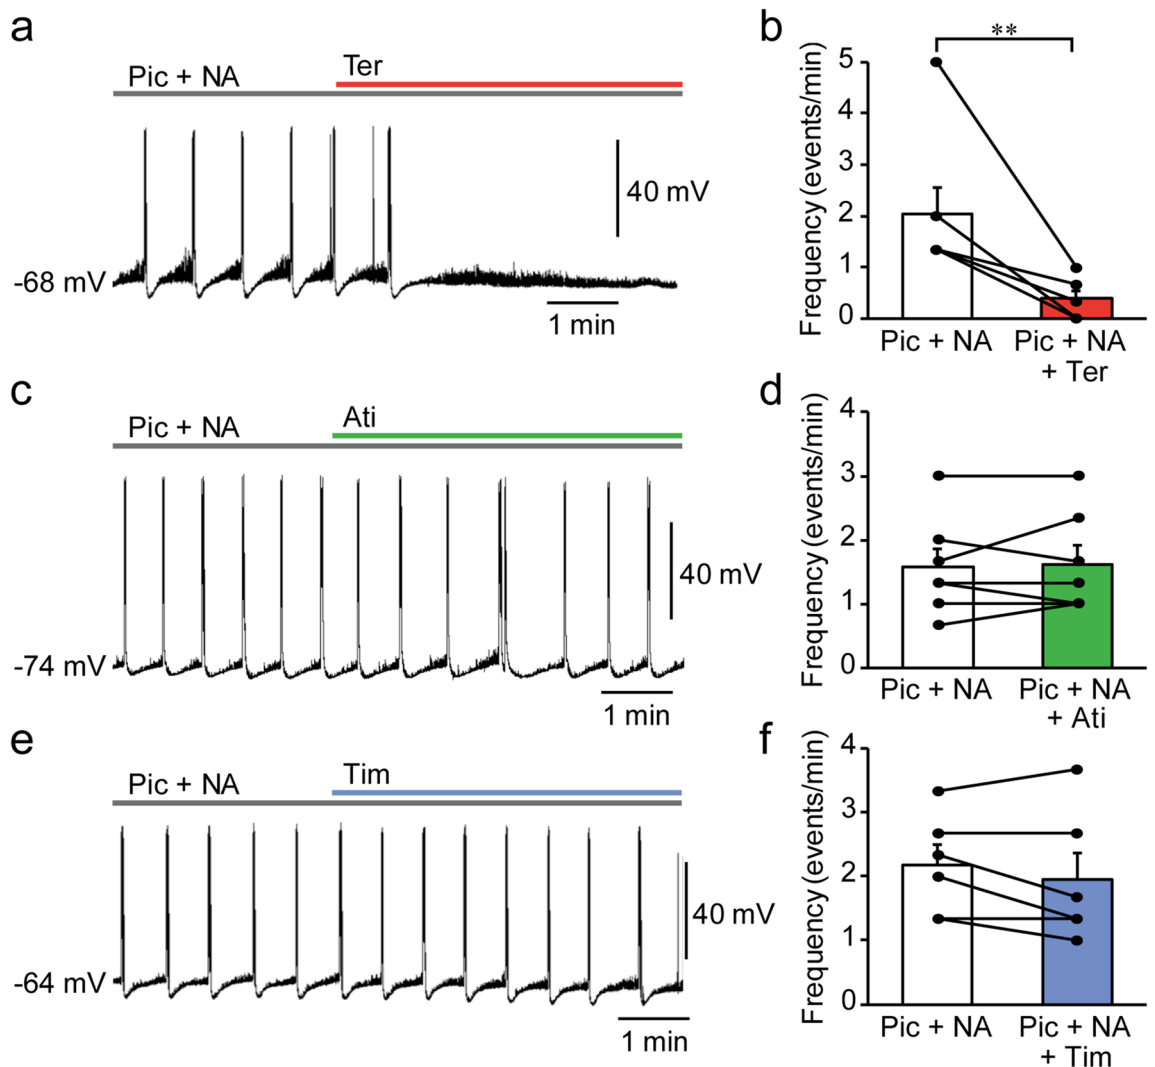 a
Pic + NA
Ter
40 mV
-68 mV
1 min
b
**
Frequency (events/min)
5
4
3
2
1
0
Pic + NA
Pic + NA
+ Ter
c
Pic + NA
Ati
40 mV
-74 mV
1 min
d
Frequency (events/min)
4
3
2
1
0
Pic + NA
Pic + NA
+ Ati
e
Pic + NA
Tim
40 mV
-64 mV
1 min
f
Frequency (events/min)
4
3
2
1
0
Pic + NA
Pic + NA
+ Tim